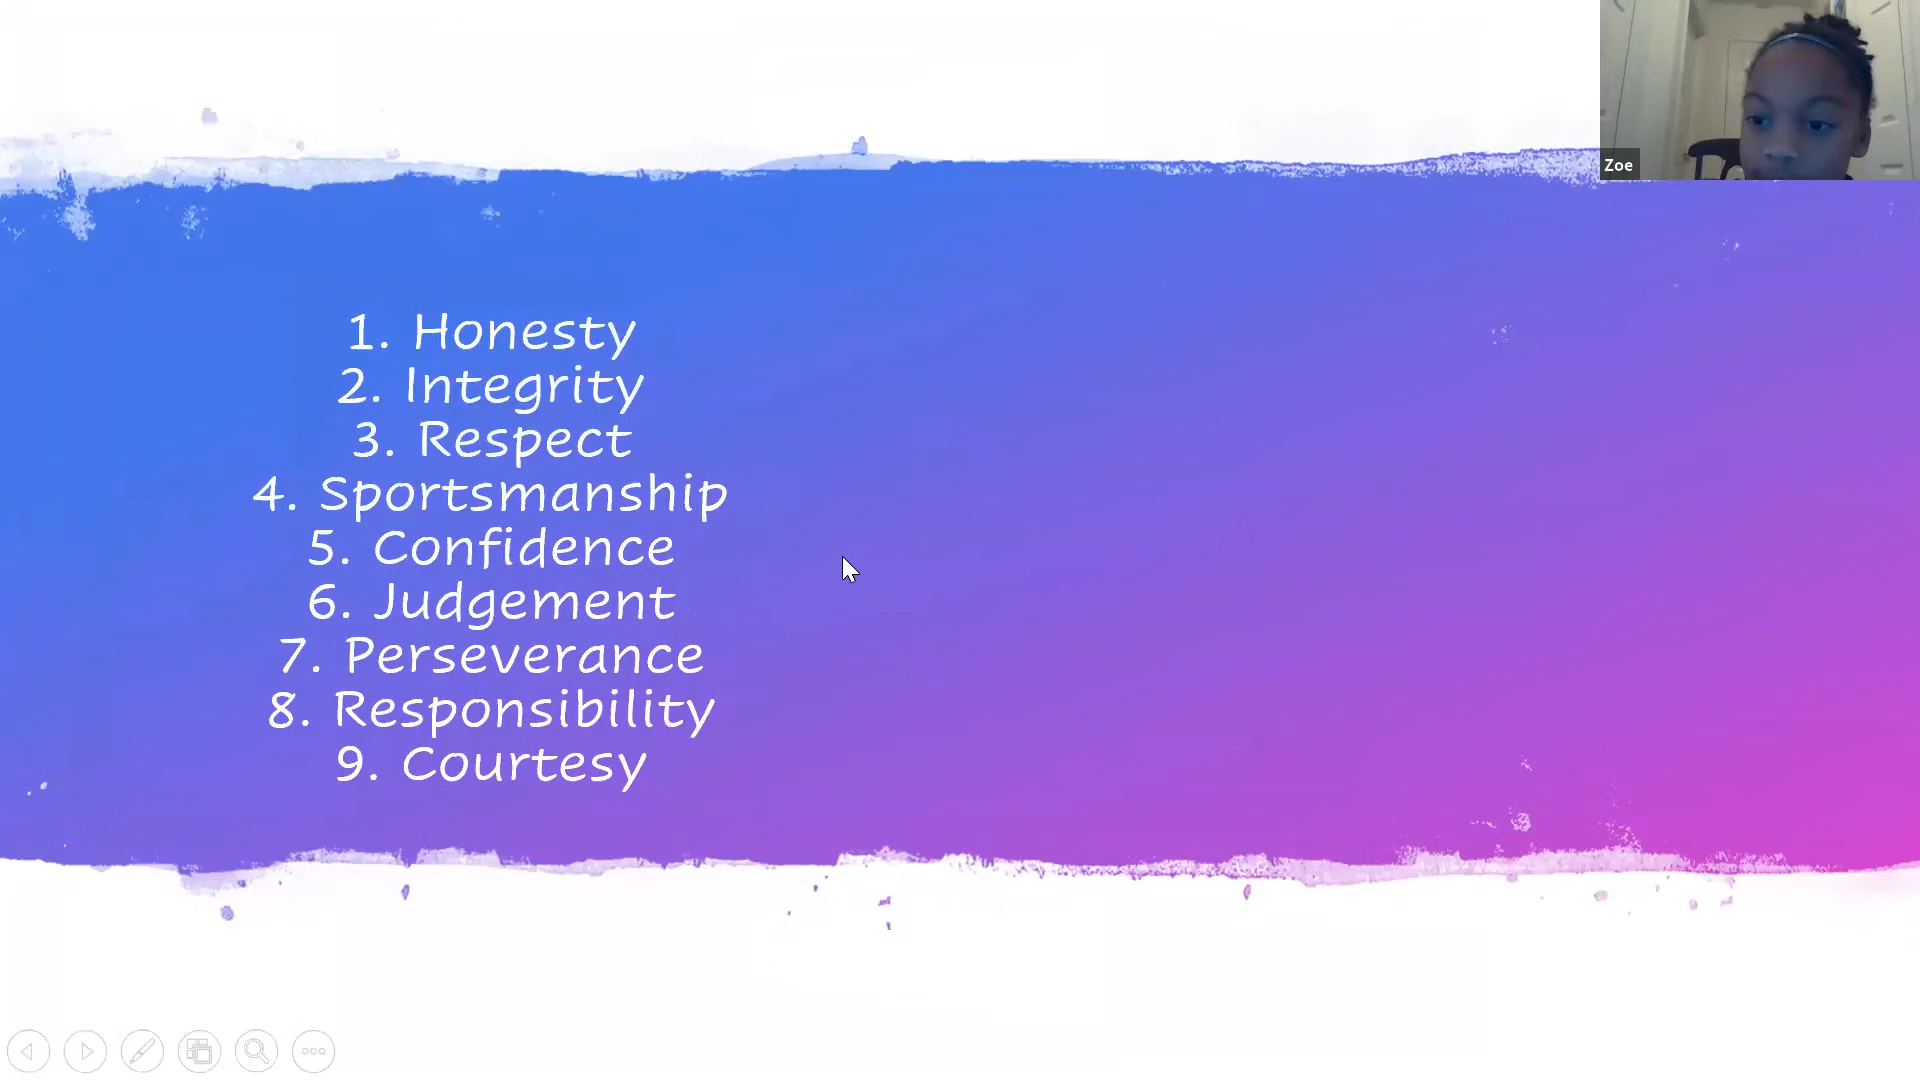 Zoe
1. Honesty
2. Integrity
3. Respect
4. Sportsmanship
5. Confidence
6. Judgement
7. Perseverance
8. Responsibility
9. Courtesy